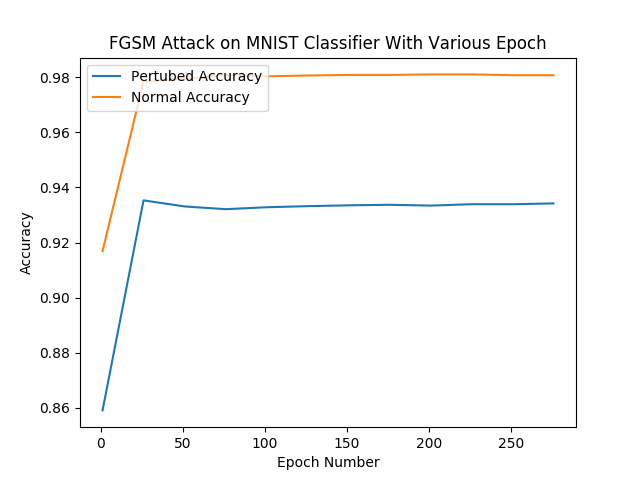 FGSM Attack on MNIST Classifier With Various Epoch
Pertubed Accuracy
Normal Accuracy
0.98
0.96
0.94
0.92
0.90
0.88
0.86
Accuracy
0
50
100
150
200
250
Epoch Number